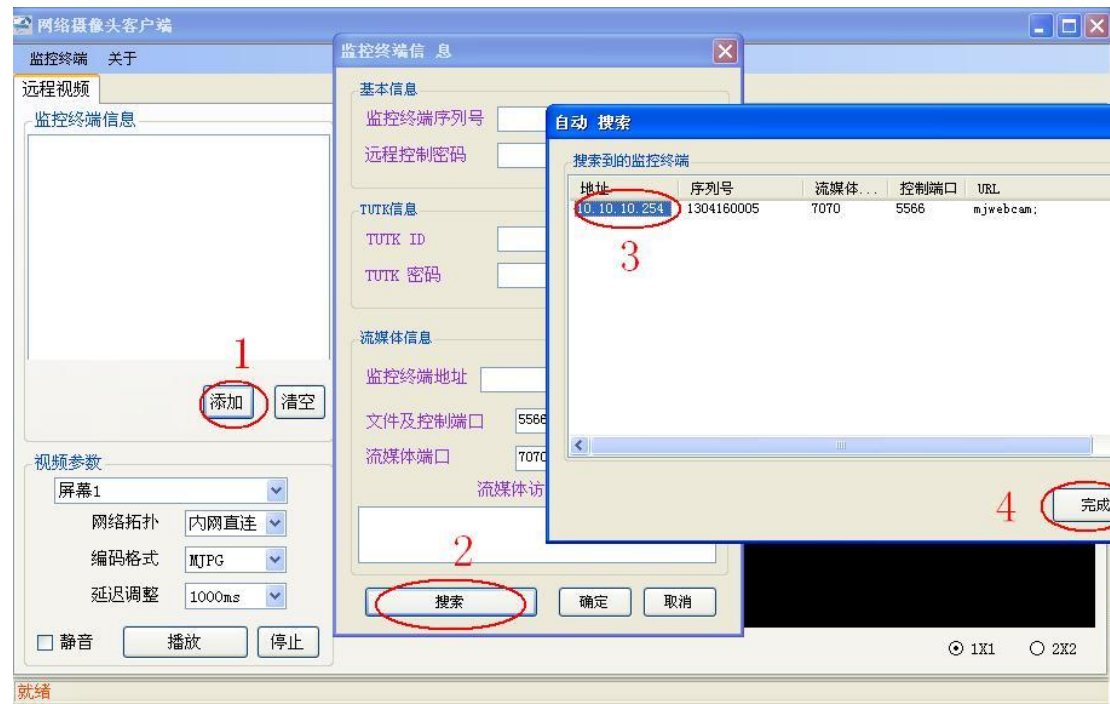 网络摄像头客户端
监控终端 关于
远程视频
监控终端信息
1
添加
清空
视频参数
屏幕1
网络拓扑 内网直连
编码格式 MJPG
延迟调整 1000ms
静音 播放 停止
就绪
监控终端信 息
基本信息
监控终端序列号
远程控制密码
TUTK信息
TUTK ID
TUTK 密码
流媒体信息
监控终端地址
文件及控制端口 5566
流媒体端口 7070
流媒体访
2
搜索 确定 取消
自动 搜索
搜索到的监控终端
地址 序列号 流媒体... 控制端口 URL
10.10.10.254 1304160005 7070 5566 mjwebcam;
3
4
完成
1X1 2X2